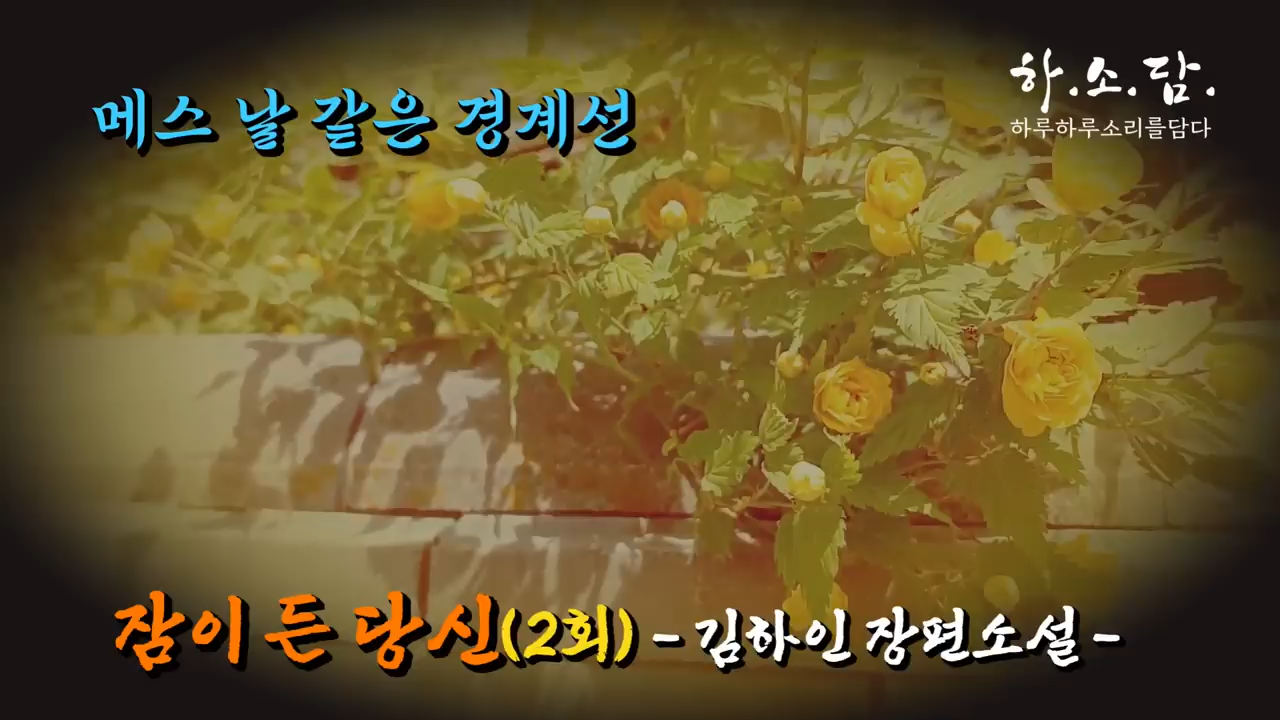 하.소.담.
하루하루소리를담다
메스 날 같은 경계선
잠이 든 당신(2회) - 김하인 장편소설 -